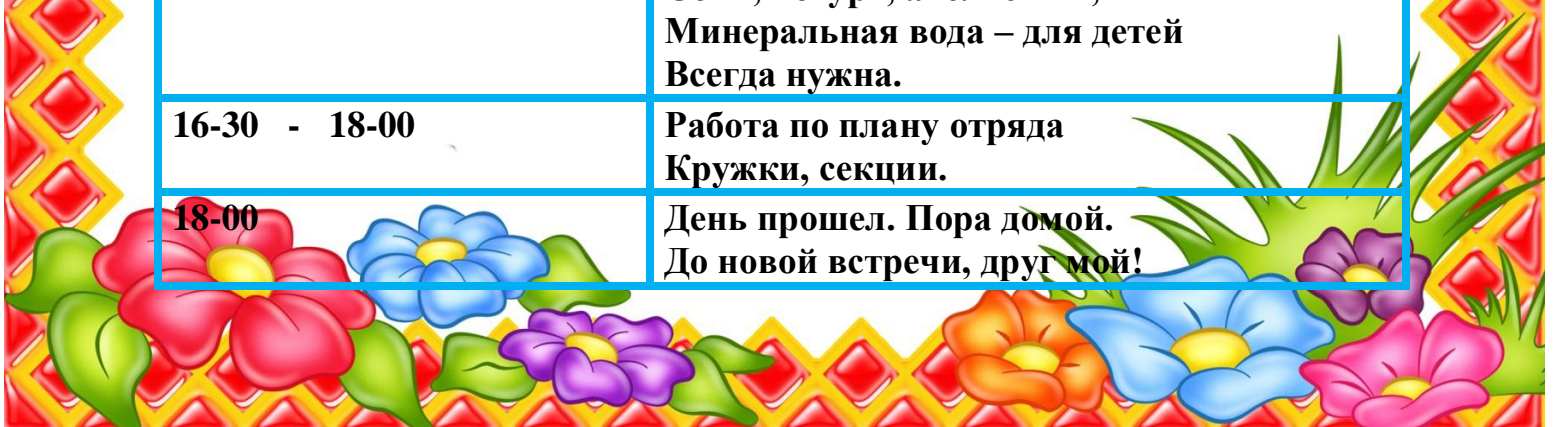 Минеральная вода – для детей
Всегда нужна.
16-30 - 18-00
Работа по плану отряда
Кружки, секции.
18-00
День прошел. Пора домой.
До новой встречи, друг мой!